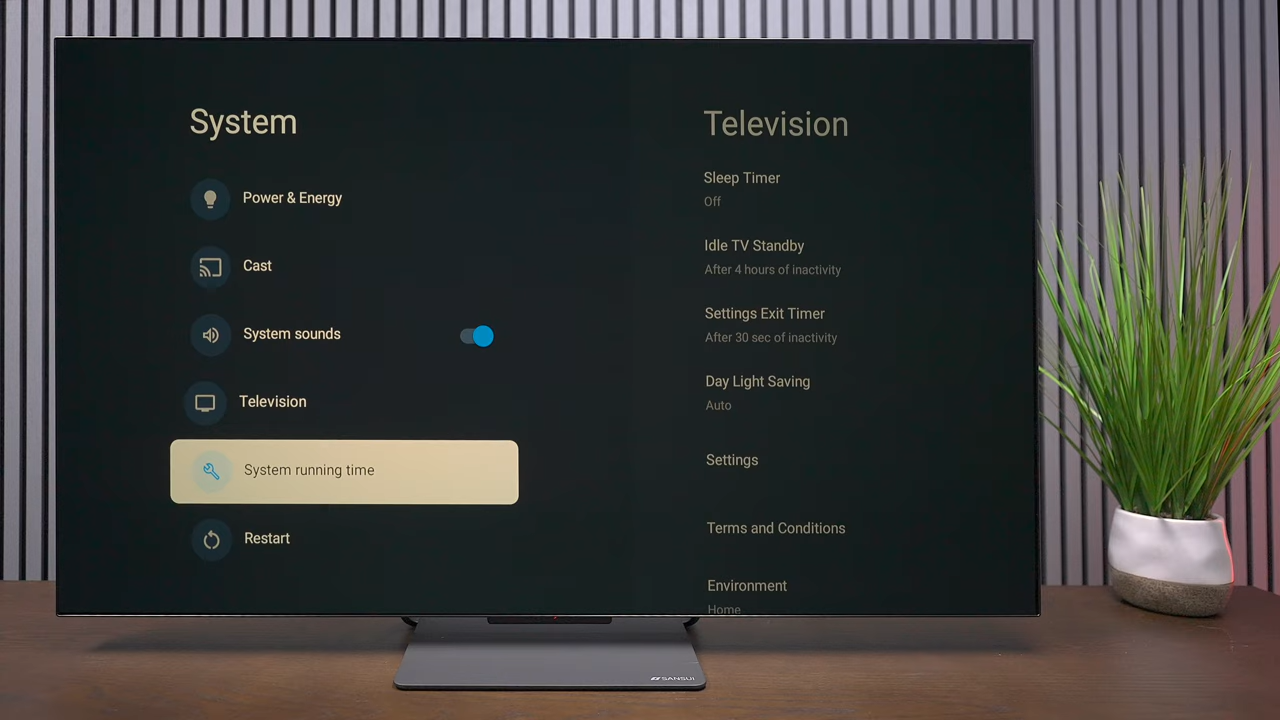 System
Power & Energy
Cast
System sounds
Television
System running time
Restart
Television
Sleep Timer
Off
Idle TV Standby
After 4 hours of inactivity
Settings Exit Timer
After 30 sec of inactivity
Day Light Saving
Auto
Settings
Terms and Conditions
Environment
Home
SANSUI